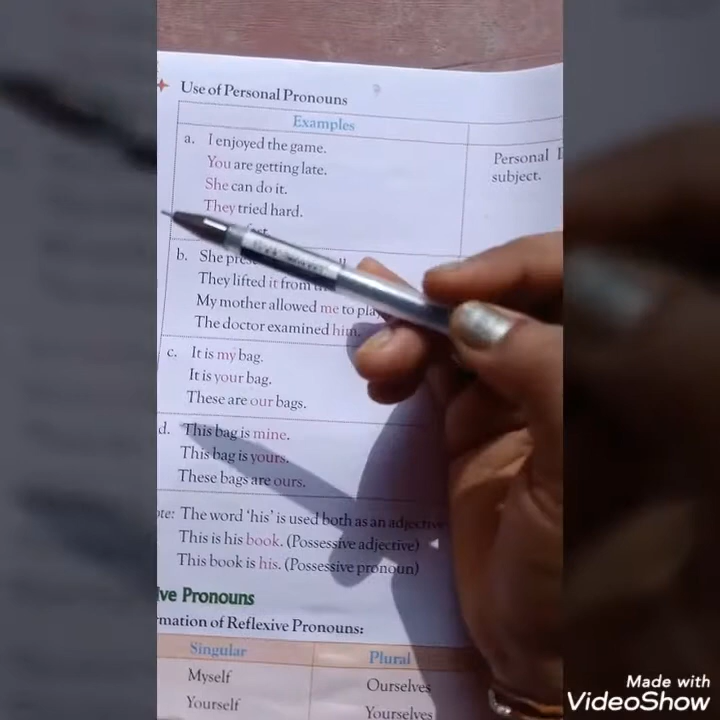 Use of Personal Pronouns
Examples
a. I enjoyed the game.
You are getting late.
She can do it.
They tried hard.
Personal
subject.
b. She
They lifted it from
My mother allowed me to play
The doctor examined him.
c. It is my bag.
It is your bag.
These are our bags.
d. This bag is mine.
This bag is yours.
These bags are ours.
The word 'his' is used both as an adjective
This is his book. (Possessive adjective)
This book is his. (Possessive pronoun)
Pronouns
of Reflexive Pronouns:
Singular Plural
Myself Ourselves
Yourself Yourselves
Made with
VideoShow